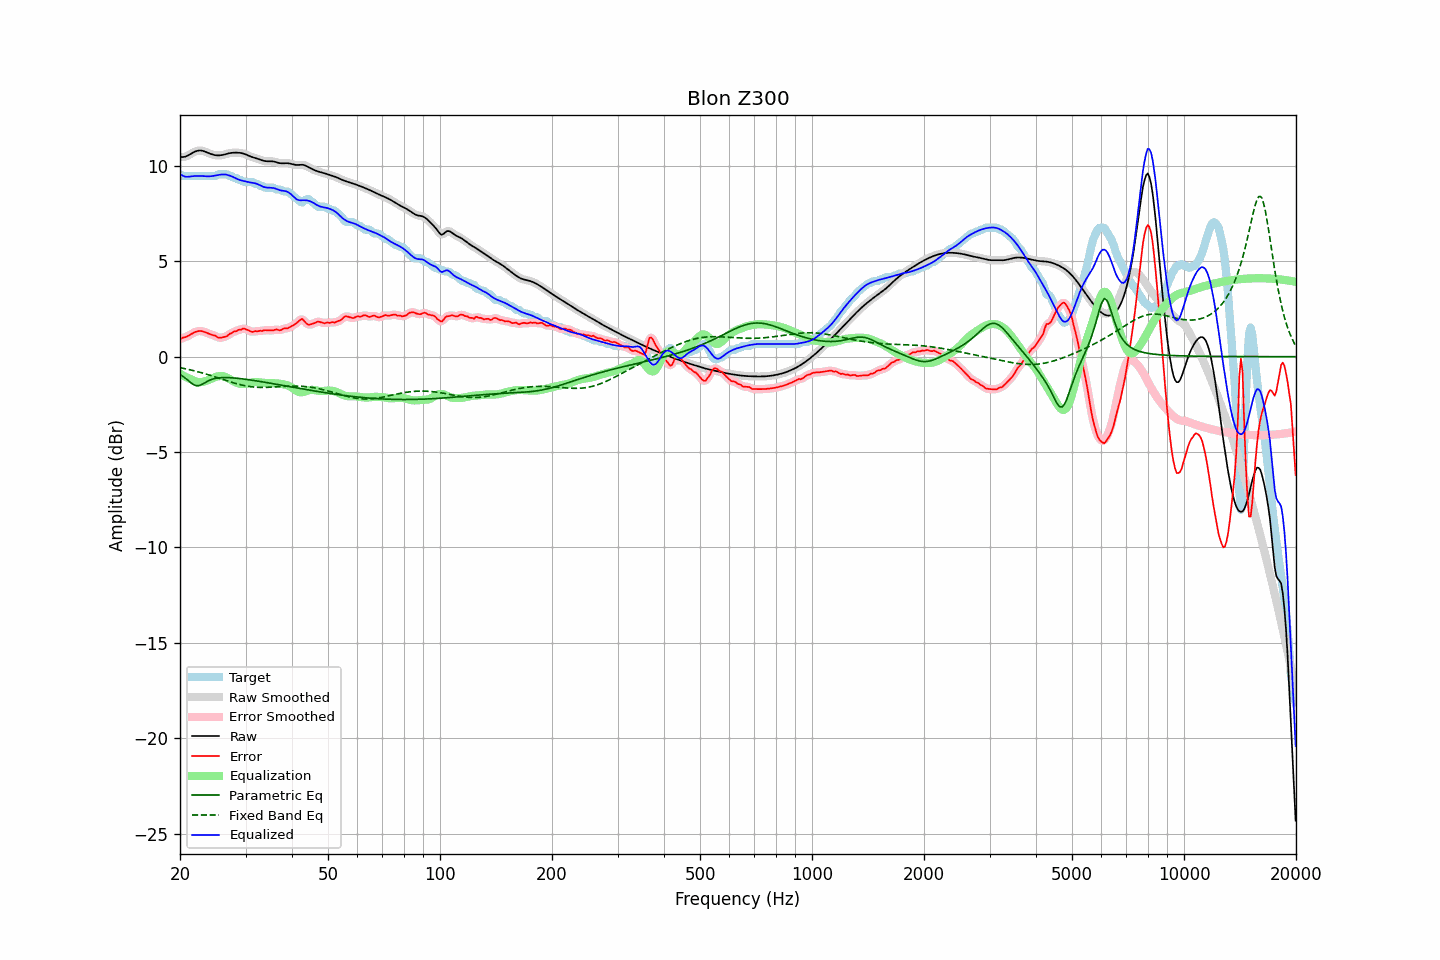 Blon Z300
Amplitude (dBr)
10
5
0
−5
−10
−15
−20
−25
Target
Raw Smoothed
Error Smoothed
Raw
Error
Equalization
Parametric Eq
Fixed Band Eq
Equalized
20
50
100
200
500
1000
2000
5000
10000
20000
Frequency (Hz)